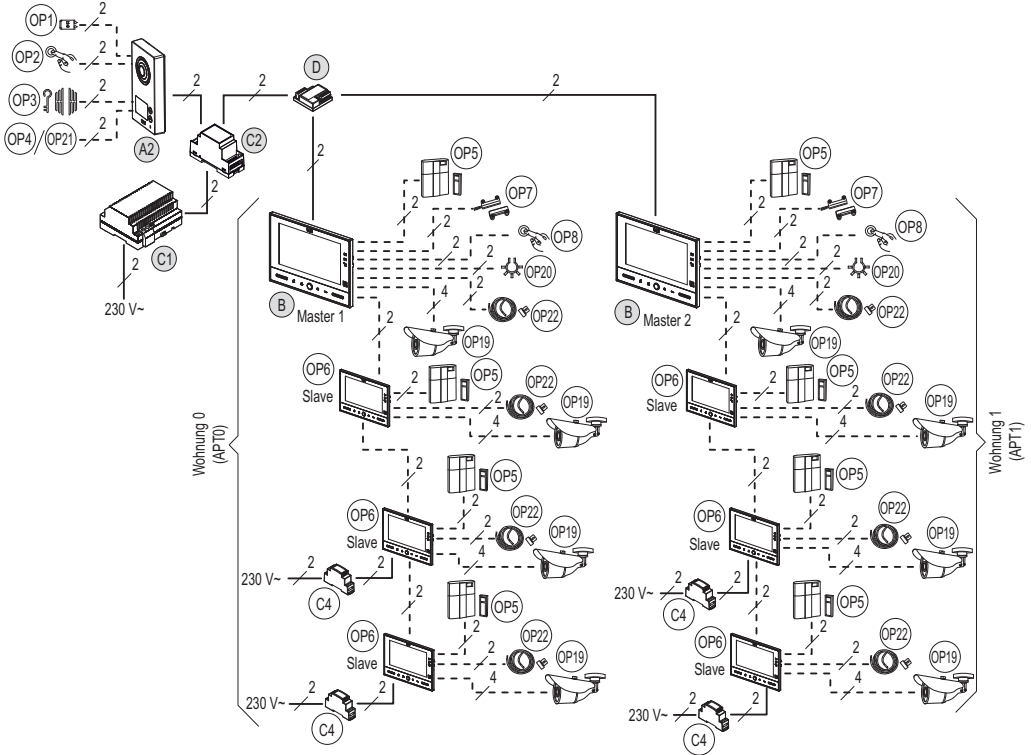 OP1
2
OP2
2
OP3
2
OP4 / OP21
2
A2
2
C2
2
D
2
2
2
C1
2
230 V~
Wohnung 0
(APT0)
B
Master 1
OP5
2
OP7
2
OP8
2
2
OP20
4
2
OP22
2
OP19
OP6
Slave
2
OP5
2
OP22
4
OP19
2
OP5
2
OP6
Slave
2
OP22
4
OP19
230 V~
2
C4
2
2
OP5
2
OP6
Slave
2
OP22
4
OP19
230 V~
2
C4
2
B
Master 2
OP5
2
OP7
2
OP8
2
2
OP20
4
2
OP22
2
OP19
OP6
Slave
2
OP5
2
OP22
4
OP19
2
OP5
2
OP6
Slave
2
OP22
4
OP19
230 V~
2
C4
2
2
OP5
2
OP6
Slave
2
OP22
4
OP19
230 V~
2
C4
2
Wohnung 1
(APT1)